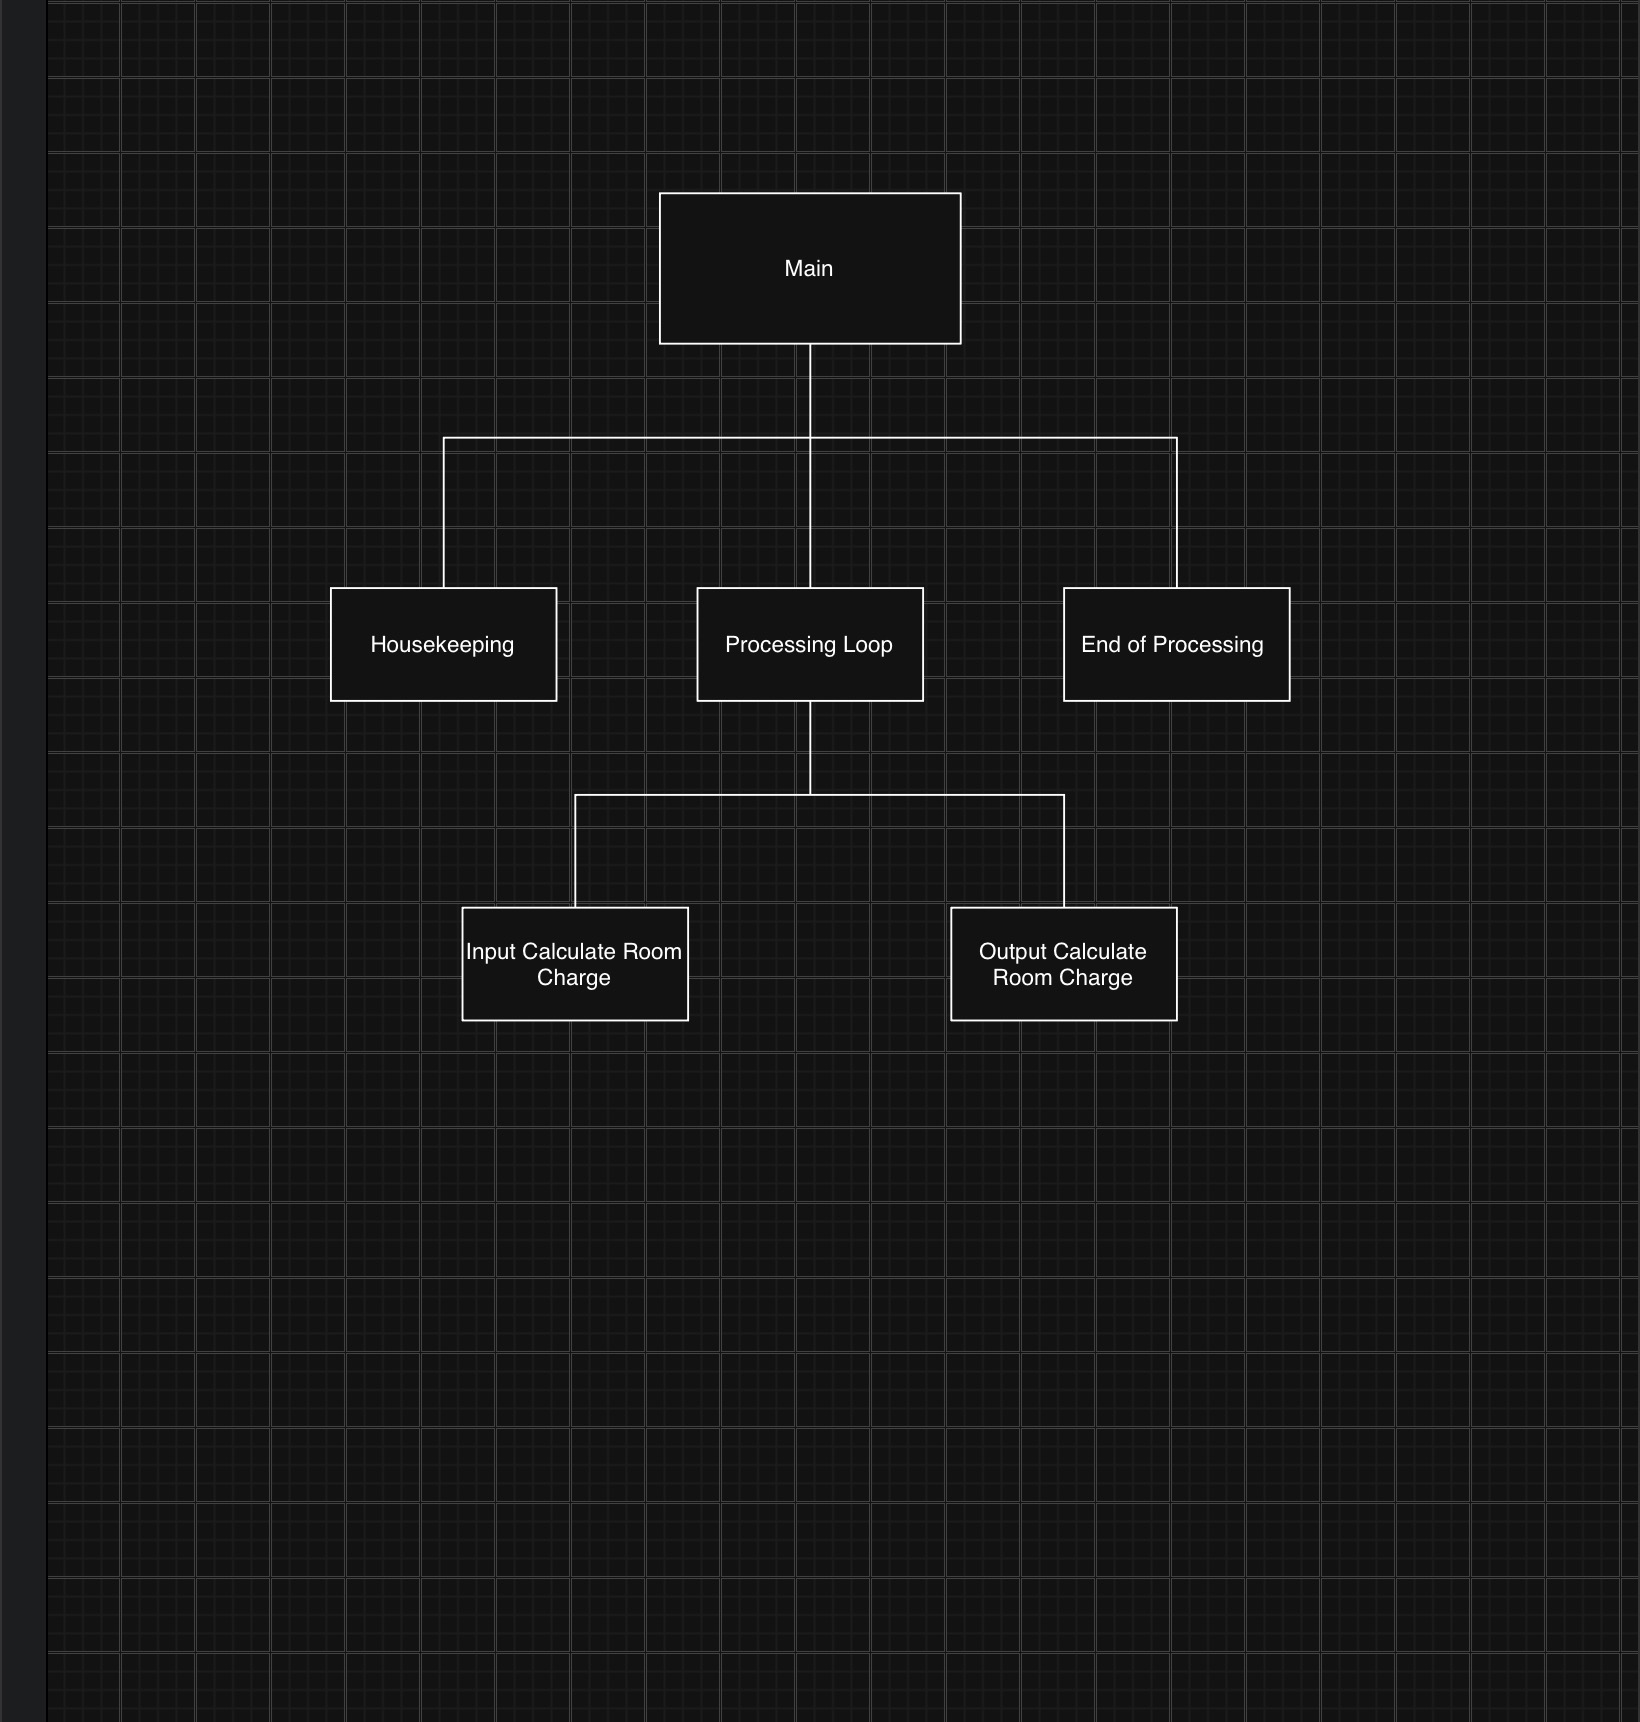 Main
Housekeeping
Processing Loop
End of Processing
Input Calculate Room
Charge
Output Calculate
Room Charge